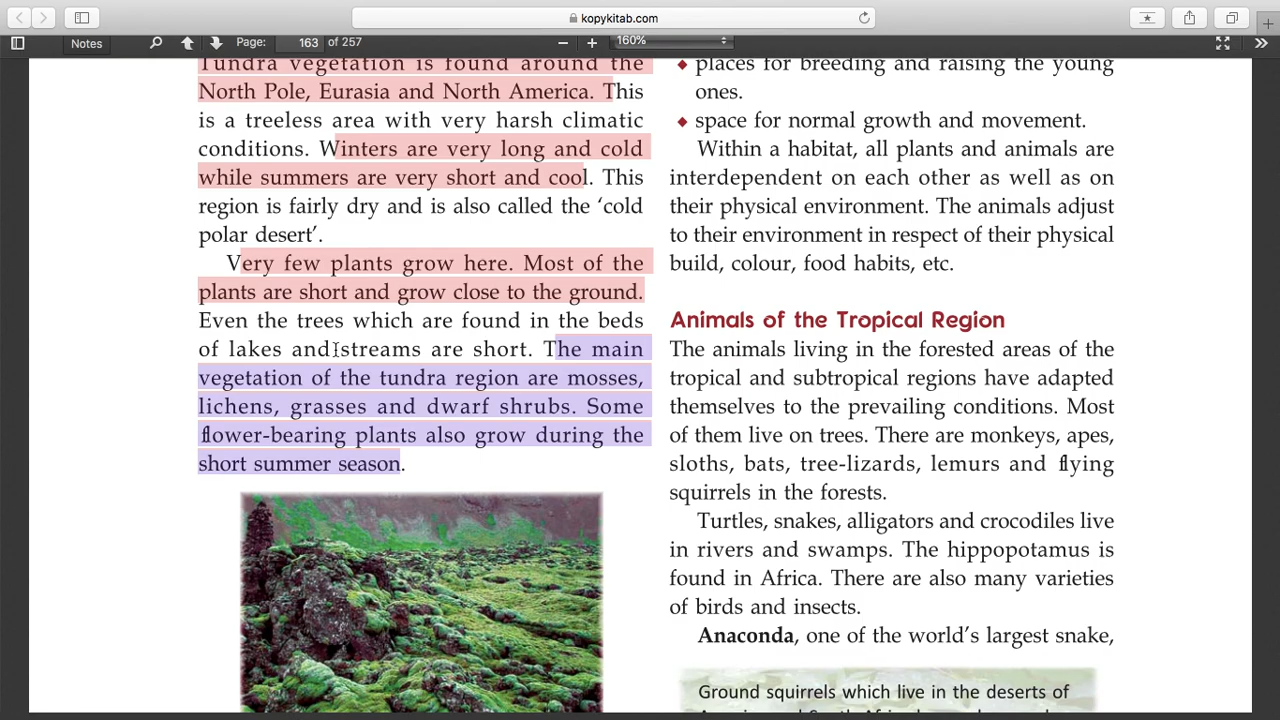 kopykitab.com
Notes
Page: 163 of 257
160%
Tundra vegetation is found around the
North Pole, Eurasia and North America. This
is a treeless area with very harsh climatic
conditions. Winters are very long and cold
while summers are very short and cool. This
region is fairly dry and is also called the ‘cold
polar desert’.
Very few plants grow here. Most of the
plants are short and grow close to the ground.
Even the trees which are found in the beds
of lakes and streams are short. The main
vegetation of the tundra region are mosses,
lichens, grasses and dwarf shrubs. Some
flower-bearing plants also grow during the
short summer season.
◆ places for breeding and raising the young
ones.
◆ space for normal growth and movement.
Within a habitat, all plants and animals are
interdependent on each other as well as on
their physical environment. The animals adjust
to their environment in respect of their physical
build, colour, food habits, etc.
Animals of the Tropical Region
The animals living in the forested areas of the
tropical and subtropical regions have adapted
themselves to the prevailing conditions. Most
of them live on trees. There are monkeys, apes,
sloths, bats, tree-lizards, lemurs and flying
squirrels in the forests.
Turtles, snakes, alligators and crocodiles live
in rivers and swamps. The hippopotamus is
found in Africa. There are also many varieties
of birds and insects.
Anaconda, one of the world’s largest snake,
Ground squirrels which live in the deserts of